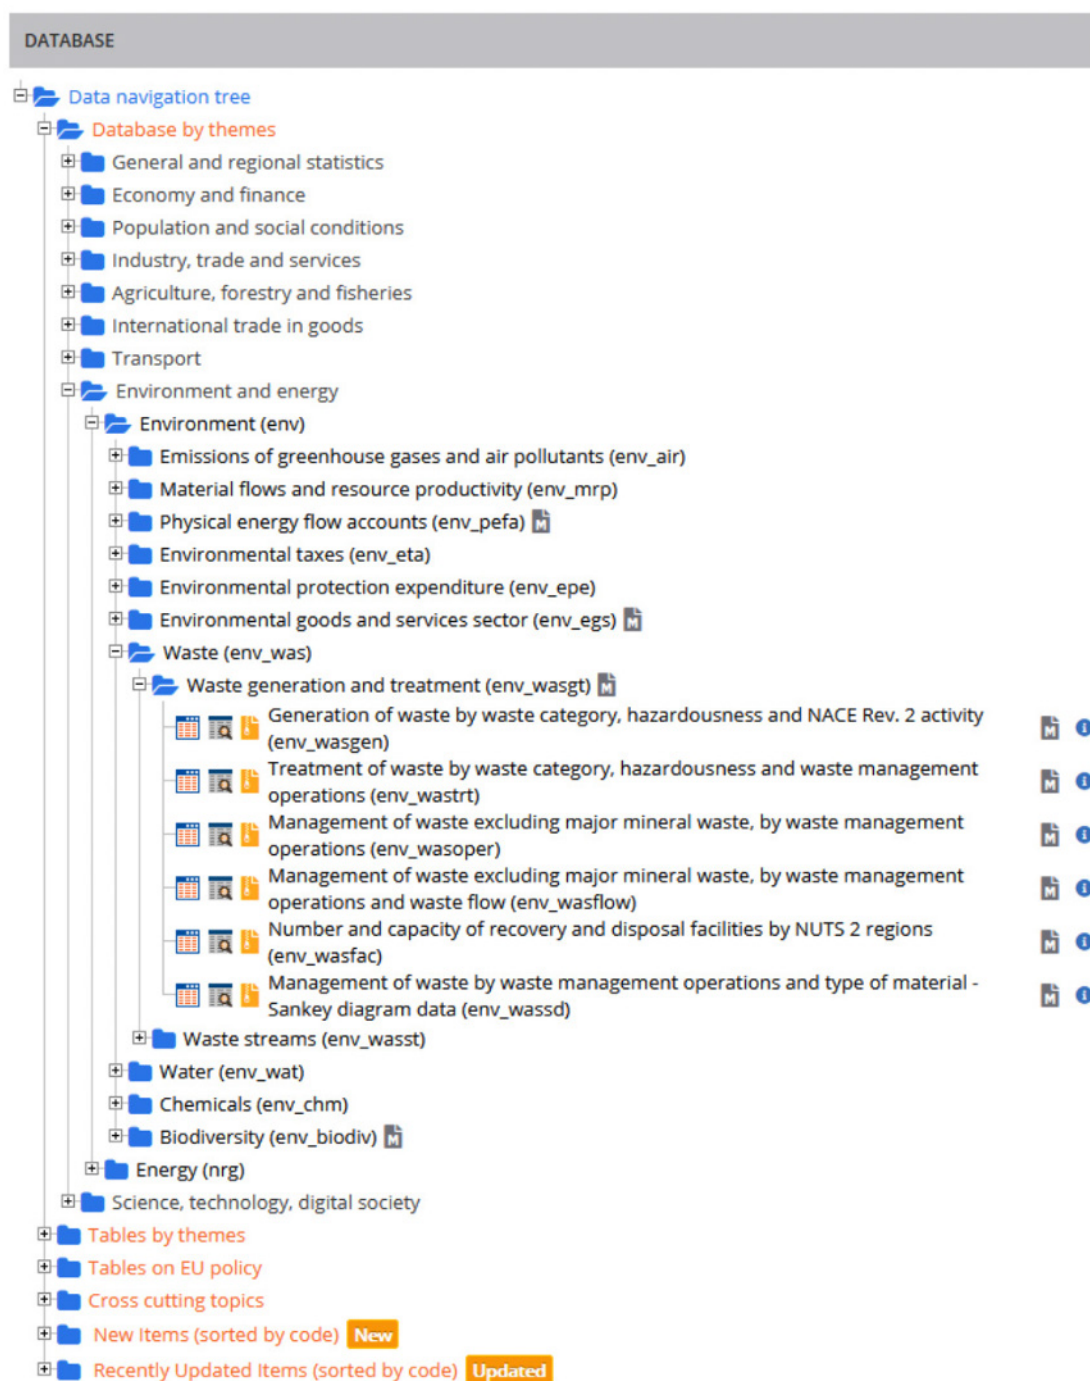 DATABASE
Data navigation tree
Database by themes
General and regional statistics
Economy and finance
Population and social conditions
Industry, trade and services
Agriculture, forestry and fisheries
International trade in goods
Transport
Environment and energy
Environment (env)
Emissions of greenhouse gases and air pollutants (env_air)
Material flows and resource productivity (env_mrp)
Physical energy flow accounts (env_pefa) M
Environmental taxes (env_eta)
Environmental protection expenditure (env_epe)
Environmental goods and services sector (env_egs) M
Waste (env_was)
Waste generation and treatment (env_wasgt) M
Generation of waste by waste category, hazardousness and NACE Rev. 2 activity M i
(env_wasgen)
Treatment of waste by waste category, hazardousness and waste management M i
operations (env_wastrt)
Management of waste excluding major mineral waste, by waste management M i
operations (env_wasoper)
Management of waste excluding major mineral waste, by waste management M i
operations and waste flow (env_wasflow)
Number and capacity of recovery and disposal facilities by NUTS 2 regions M i
(env_wasfac)
Management of waste by waste management operations and type of material - M i
Sankey diagram data (env_wassd)
Waste streams (env_wasst)
Water (env_wat)
Chemicals (env_chm)
Biodiversity (env_biodiv) M
Energy (nrg)
Science, technology, digital society
Tables by themes
Tables on EU policy
Cross cutting topics
New Items (sorted by code) New
Recently Updated Items (sorted by code) Updated